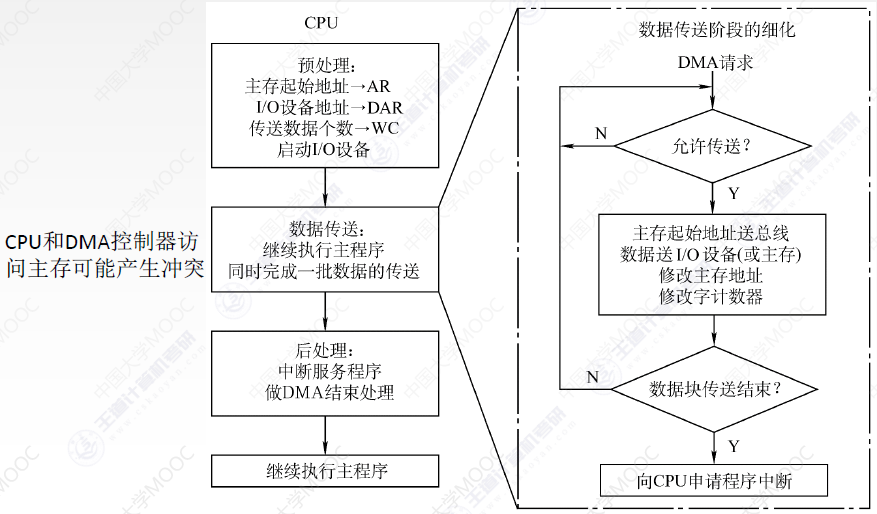 CPU和DMA控制器访
问主存可能产生冲突
CPU
预处理：
主存起始地址→AR
I/O设备地址→DAR
传送数据个数→WC
启动I/O设备
数据传送：
继续执行主程序
同时完成一批数据的传送
后处理：
中断服务程序
做DMA结束处理
继续执行主程序
数据传送阶段的细化
DMA请求
N
允许传送？
Y
主存起始地址送总线
数据送I/O设备(或主存)
修改主存地址
修改字计数器
N
数据块传送结束？
Y
向CPU申请程序中断
中国大学MOOC
王道计算机考研